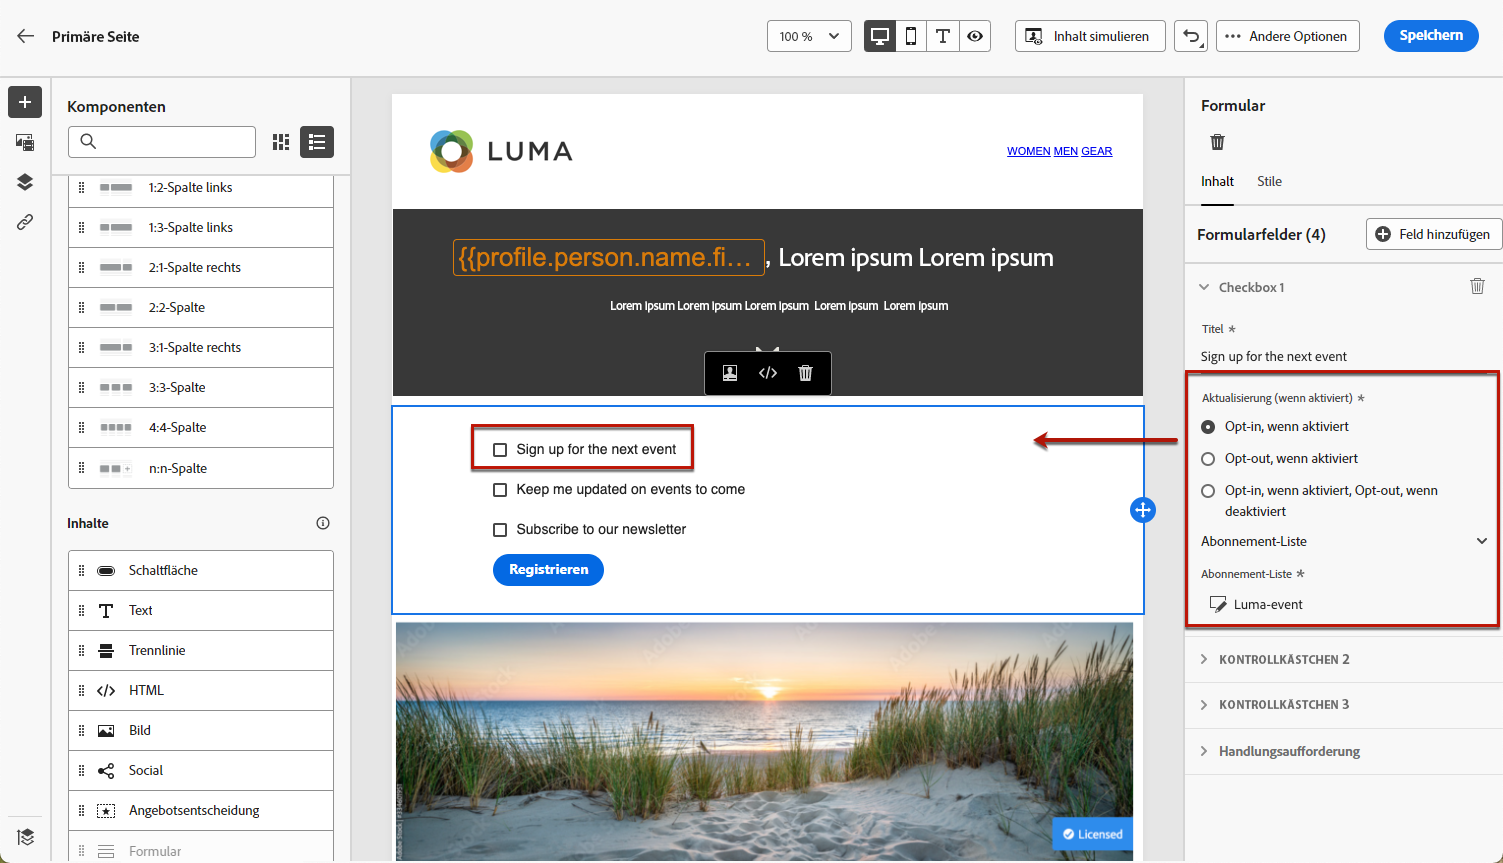 Primäre Seite
100 %
Inhalt simulieren
Andere Optionen
Speichern
Komponenten
1:2-Spalte links
1:3-Spalte links
2:1-Spalte rechts
2:2-Spalte
3:1-Spalte rechts
3:3-Spalte
4:4-Spalte
n:n-Spalte
Inhalte
Schaltfläche
Text
Trennlinie
HTML
Bild
Social
Angebotsentscheidung
Formular
LUMA
WOMEN MEN GEAR
{{profile.person.name.fi… , Lorem ipsum Lorem ipsum
Lorem Ipsum Lorem Ipsum Lorem Ipsum Lorem Ipsum Lorem Ipsum
Sign up for the next event
Keep me updated on events to come
Subscribe to our newsletter
Registrieren
Licensed
Formular
Inhalt Stile
Formularfelder (4)
Feld hinzufügen
Checkbox 1
Titel *
Sign up for the next event
Aktualisierung (wenn aktiviert) *
Opt-in, wenn aktiviert
Opt-out, wenn aktiviert
Opt-in, wenn aktiviert, Opt-out, wenn
deaktiviert
Abonnement-Liste
Abonnement-Liste *
Luma-event
KONTROLLKÄSTCHEN 2
KONTROLLKÄSTCHEN 3
Handlungsaufforderung